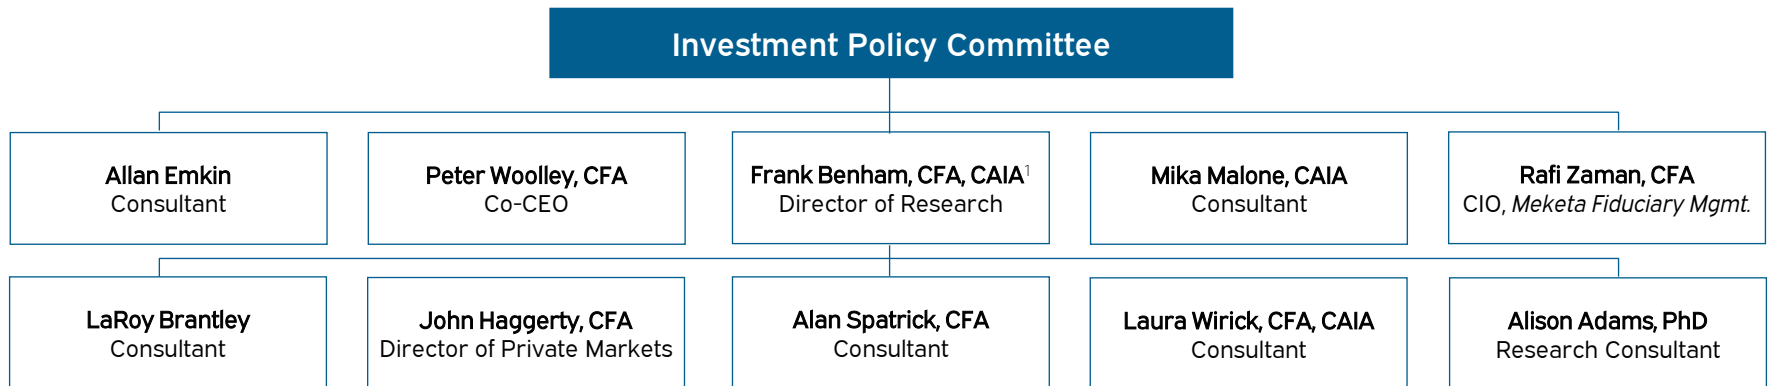 Investment Policy Committee
Allan Emkin
Consultant
Peter Woolley, CFA
Co-CEO
Frank Benham, CFA, CAIA1
Director of Research
Mika Malone, CAIA
Consultant
Rafi Zaman, CFA
CIO, Meketa Fiduciary Mgmt.
LaRoy Brantley
Consultant
John Haggerty, CFA
Director of Private Markets
Alan Spatrick, CFA
Consultant
Laura Wirick, CFA, CAIA
Consultant
Alison Adams, PhD
Research Consultant